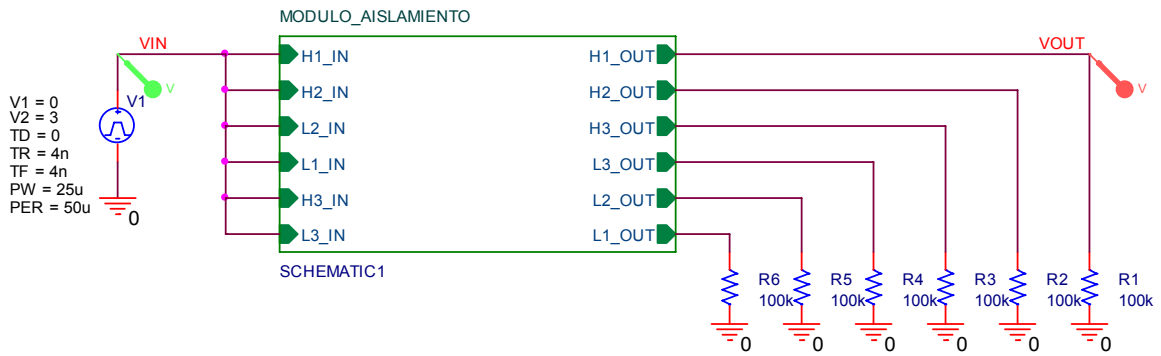 MODULO_AISLAMIENTO
VIN
VOUT
H1_IN
H1_OUT
V
V
V1
H2_IN
H2_OUT
V1 = 0
V2 = 3
TD = 0
TR = 4n
TF = 4n
PW = 25u
PER = 50u
L2_IN
H3_OUT
L1_IN
L3_OUT
H3_IN
L2_OUT
0
L3_IN
L1_OUT
SCHEMATIC1
R6
100k
R5
100k
R4
100k
R3
100k
R2
100k
R1
100k
0
0
0
0
0
0